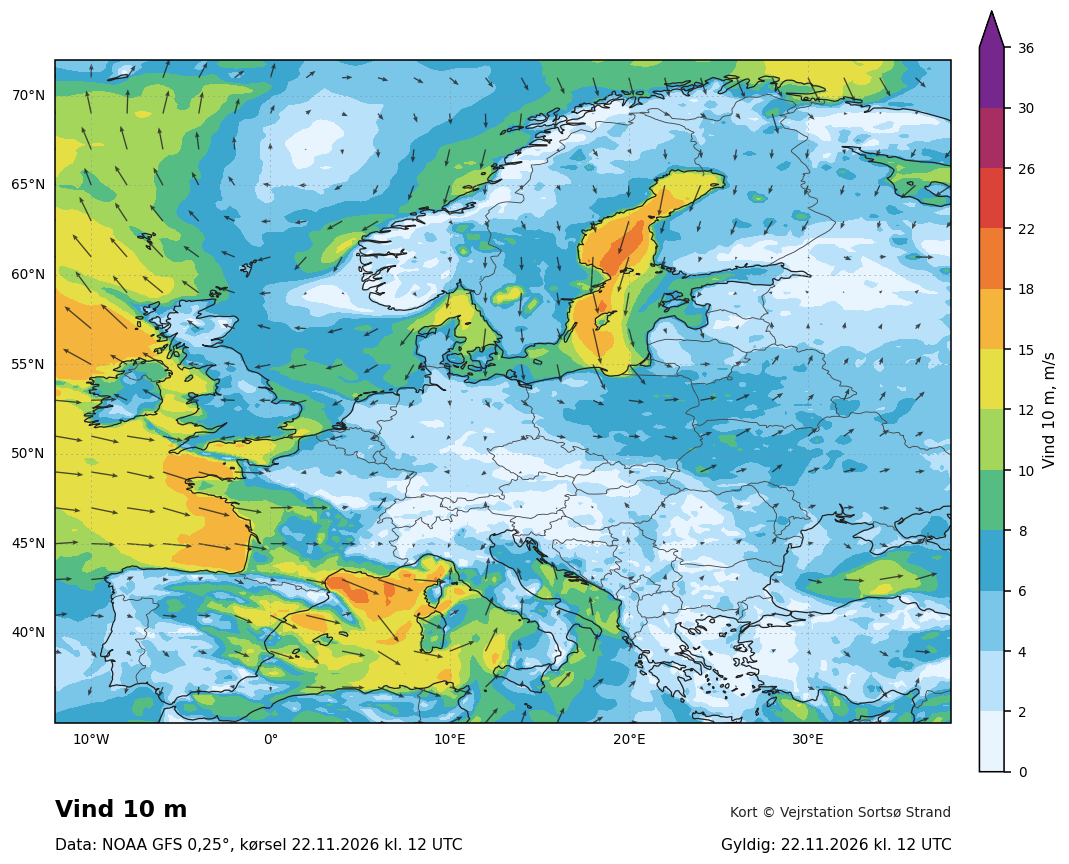 36
30
26
22
18
15
12
10
8
6
4
2
0
Vind 10 m, m/s
70°N
65°N
60°N
55°N
50°N
45°N
40°N
10°W
0°
10°E
20°E
30°E
Vind 10 m
Kort © Vejrstation Sortsø Strand
Data: NOAA GFS 0,25°, kørsel 22.11.2026 kl. 12 UTC
Gyldig: 22.11.2026 kl. 12 UTC